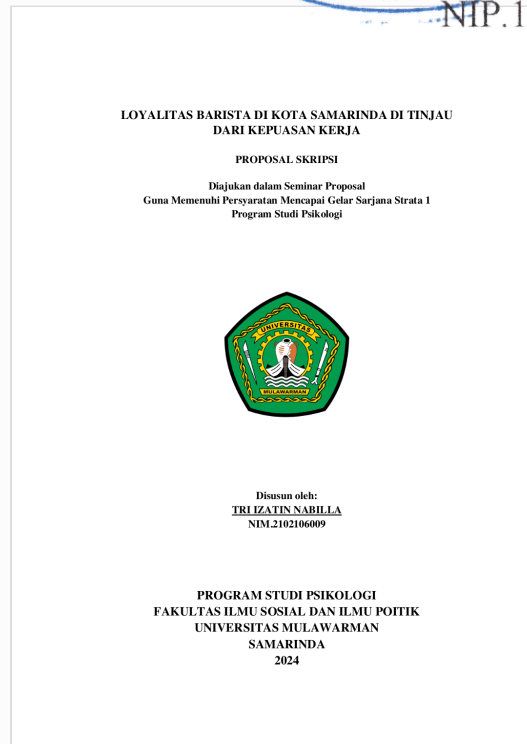 NIP.1
LOYALITAS BARISTA DI KOTA SAMARINDA DI TINJAU
DARI KEPUASAN KERJA
PROPOSAL SKRIPSI
Diajukan dalam Seminar Proposal
Guna Memenuhi Persyaratan Mencapai Gelar Sarjana Strata 1
Program Studi Psikologi
UNIVERSITAS
MULAWARMAN
Disusun oleh:
TRI IZATIN NABILLA
NIM.2102106009
PROGRAM STUDI PSIKOLOGI
FAKULTAS ILMU SOSIAL DAN ILMU POITIK
UNIVERSITAS MULAWARMAN
SAMARINDA
2024